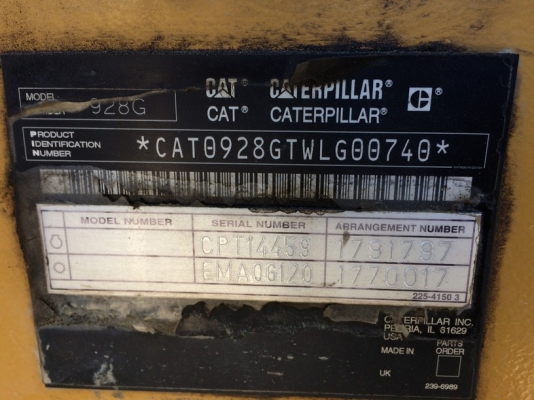 CAT CATERPILLAR
MODEL 928G
CAT® CATERPILLAR®
PRODUCT
IDENTIFICATION
NUMBER
*CAT0928GTWLG00740*
MODEL NUMBER SERIAL NUMBER ARRANGEMENT NUMBER
CPT14459 1791797
EMA06120 1770017
225-4150 3
CATERPILLAR INC.
PEORIA, IL 61629
USA
MADE IN PARTS ORDER
UK
239-6989